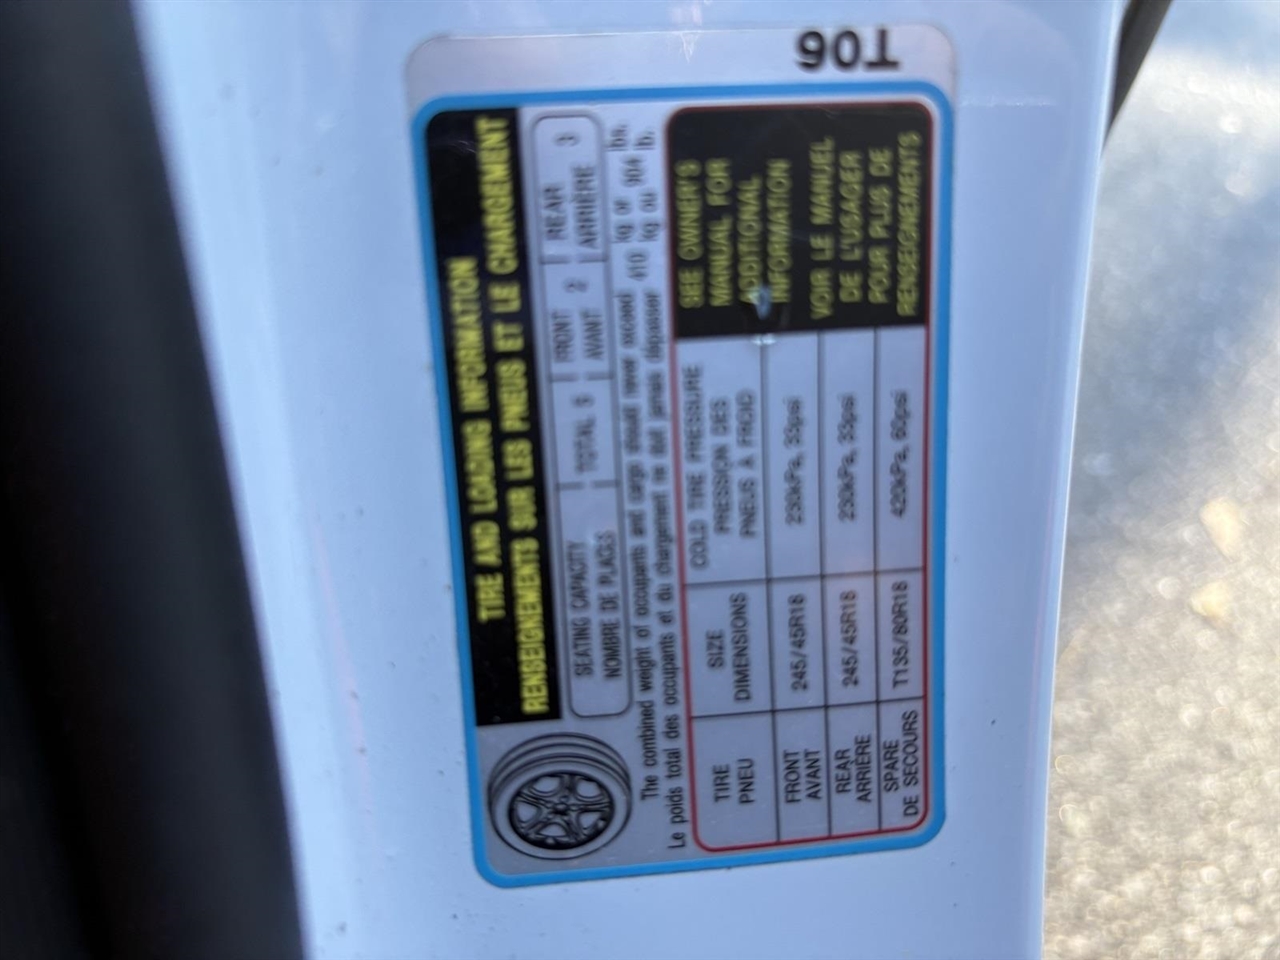 T06
TIRE AND LOADING INFORMATION
RENSEIGNEMENTS SUR LES PNEUS ET LE CHARGEMENT
SEATING CAPACITY TOTAL 5 FRONT 2 REAR 3
NOMBRE DE PLACES AVANT ARRIÈRE
The combined weight of occupants and cargo should never exceed 410 kg or 904 lbs.
Le poids total des occupants et du chargement ne doit jamais dépasser 410 kg ou 904 lb.
TIRE SIZE COLD TIRE PRESSURE
PNEU DIMENSIONS PRESSION DES
PNEUS À FROID
FRONT
AVANT 245/45R18 230kPa, 33psi
REAR
ARRIÈRE 245/45R18 230kPa, 33psi
SPARE
DE SECOURS T135/80R18 420kPa, 60psi
SEE OWNER'S
MANUAL FOR
ADDITIONAL
INFORMATION
VOIR LE MANUEL
DE L'USAGER
POUR PLUS DE
RENSEIGNEMENTS